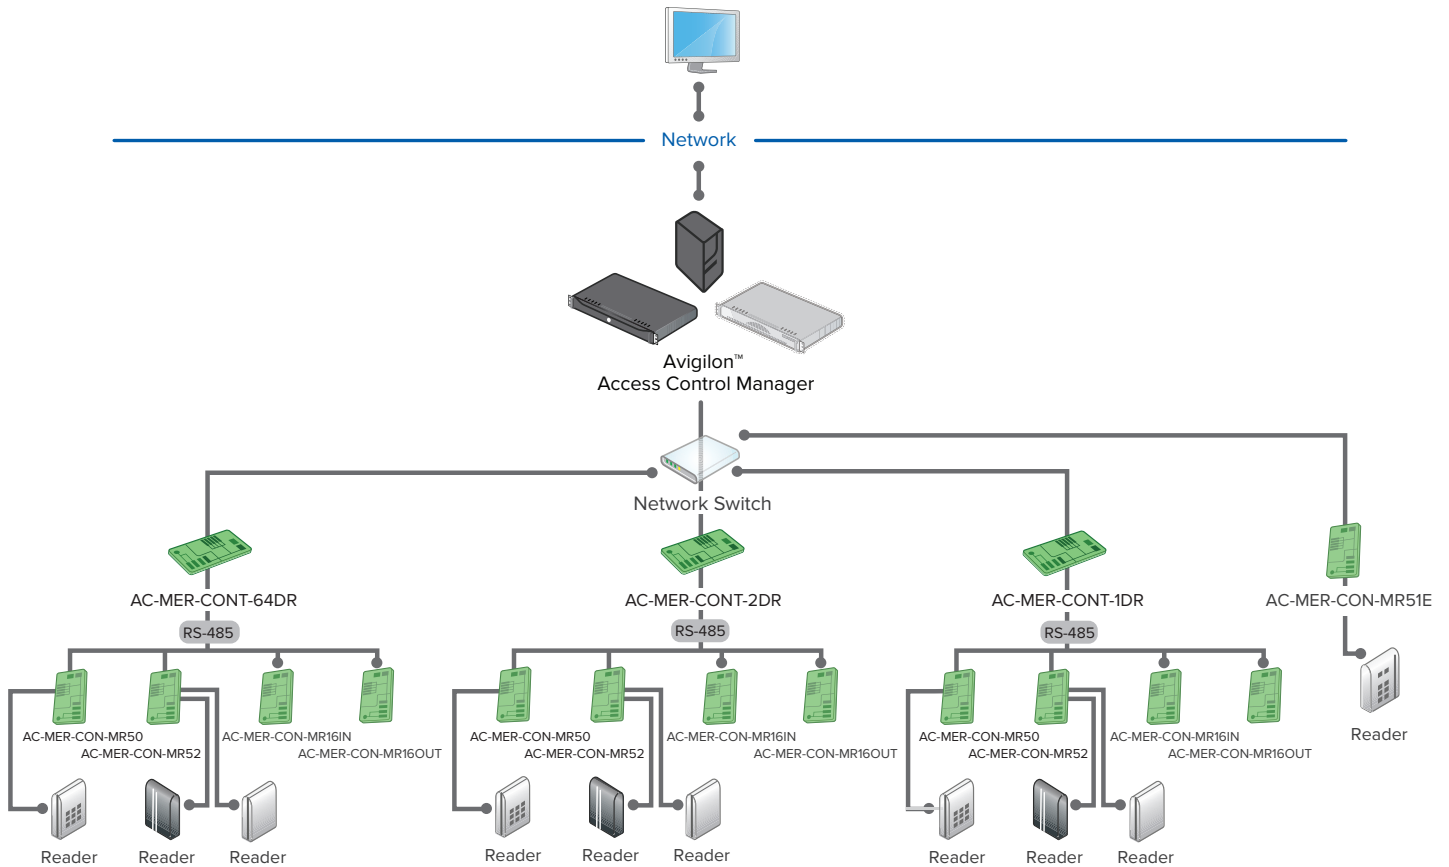 Network
Avigilon™
Access Control Manager
Network Switch
AC-MER-CONT-64DR
AC-MER-CONT-2DR
AC-MER-CONT-1DR
AC-MER-CON-MR51E
RS-485
RS-485
RS-485
AC-MER-CON-MR50
AC-MER-CON-MR52
AC-MER-CON-MR16IN
AC-MER-CON-MR16OUT
AC-MER-CON-MR50
AC-MER-CON-MR52
AC-MER-CON-MR16IN
AC-MER-CON-MR16OUT
AC-MER-CON-MR50
AC-MER-CON-MR52
AC-MER-CON-MR16IN
AC-MER-CON-MR16OUT
Reader
Reader
Reader
Reader
Reader
Reader
Reader
Reader
Reader
Reader